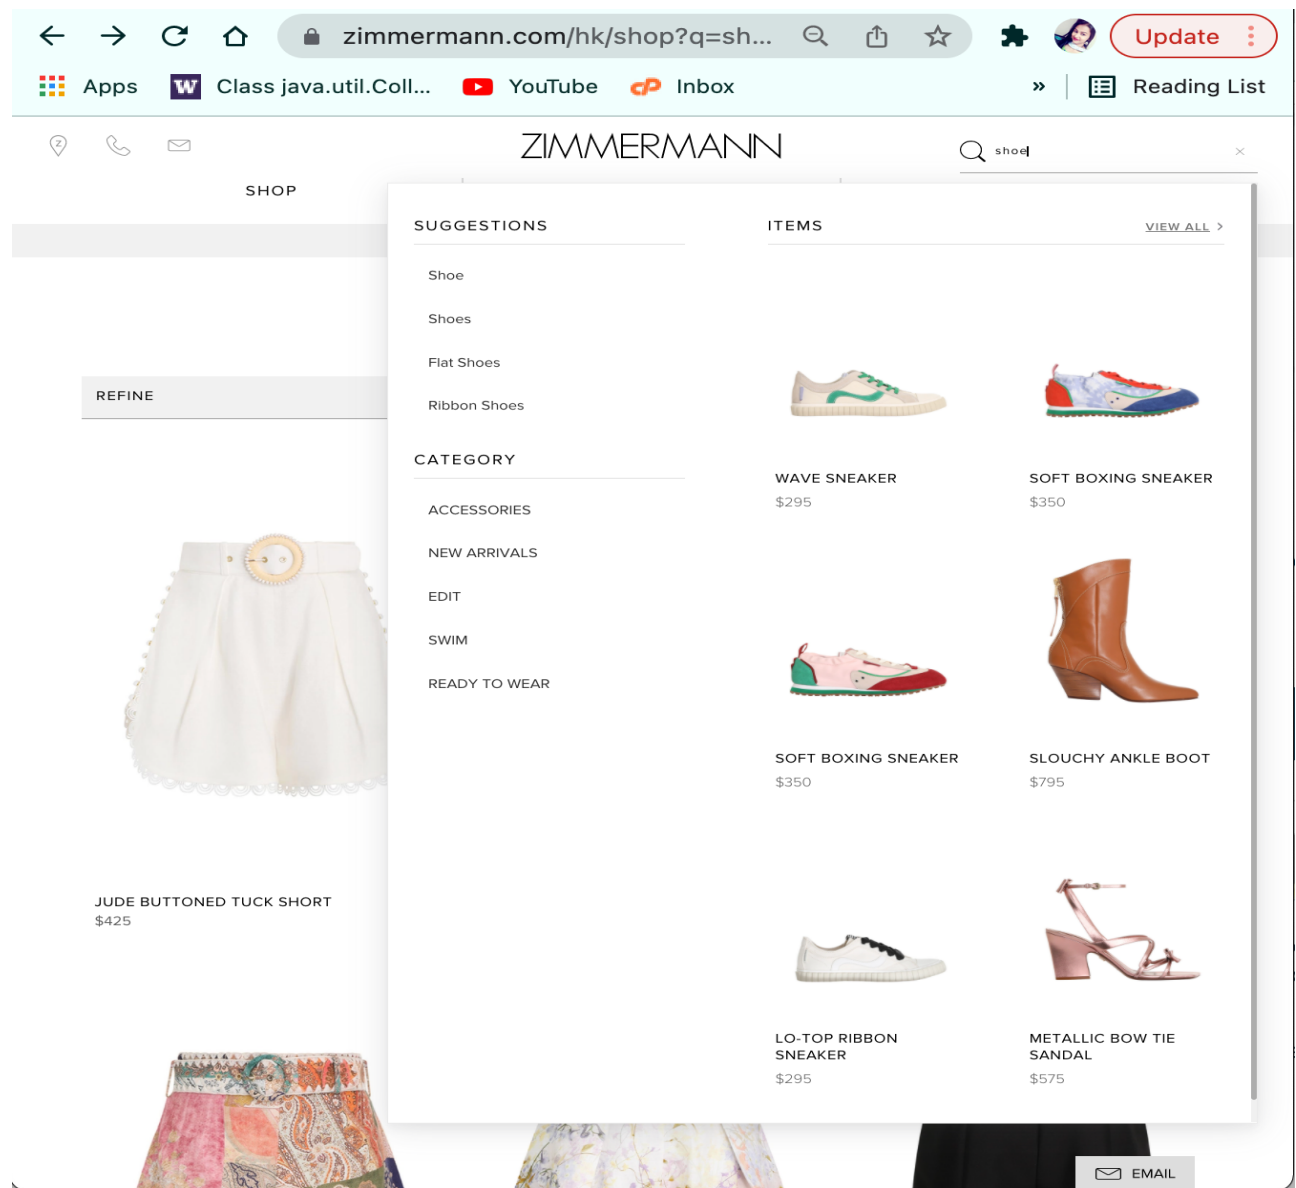 zimmermann.com/hk/shop?q=sh...
Update
Apps
W
Class java.util.Coll...
YouTube
cP
Inbox
»
Reading List
Z
ZIMMERMANN
shoe
SHOP
SUGGESTIONS
Shoe
Shoes
Flat Shoes
Ribbon Shoes
CATEGORY
ACCESSORIES
NEW ARRIVALS
EDIT
SWIM
READY TO WEAR
ITEMS
VIEW ALL >
WAVE SNEAKER
$295
SOFT BOXING SNEAKER
$350
SOFT BOXING SNEAKER
$350
SLOUCHY ANKLE BOOT
$795
LO-TOP RIBBON
SNEAKER
$295
METALLIC BOW TIE
SANDAL
$575
REFINE
JUDE BUTTONED TUCK SHORT
$425
EMAIL